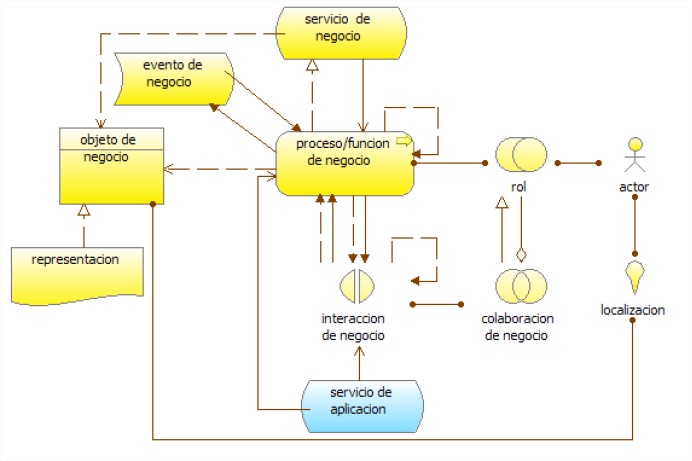 servicio de
negocio
evento de
negocio
objeto de
negocio
proceso/funcion
de negocio
rol
actor
representacion
interaccion
de negocio
colaboracion
de negocio
localizacion
servicio de
aplicacion